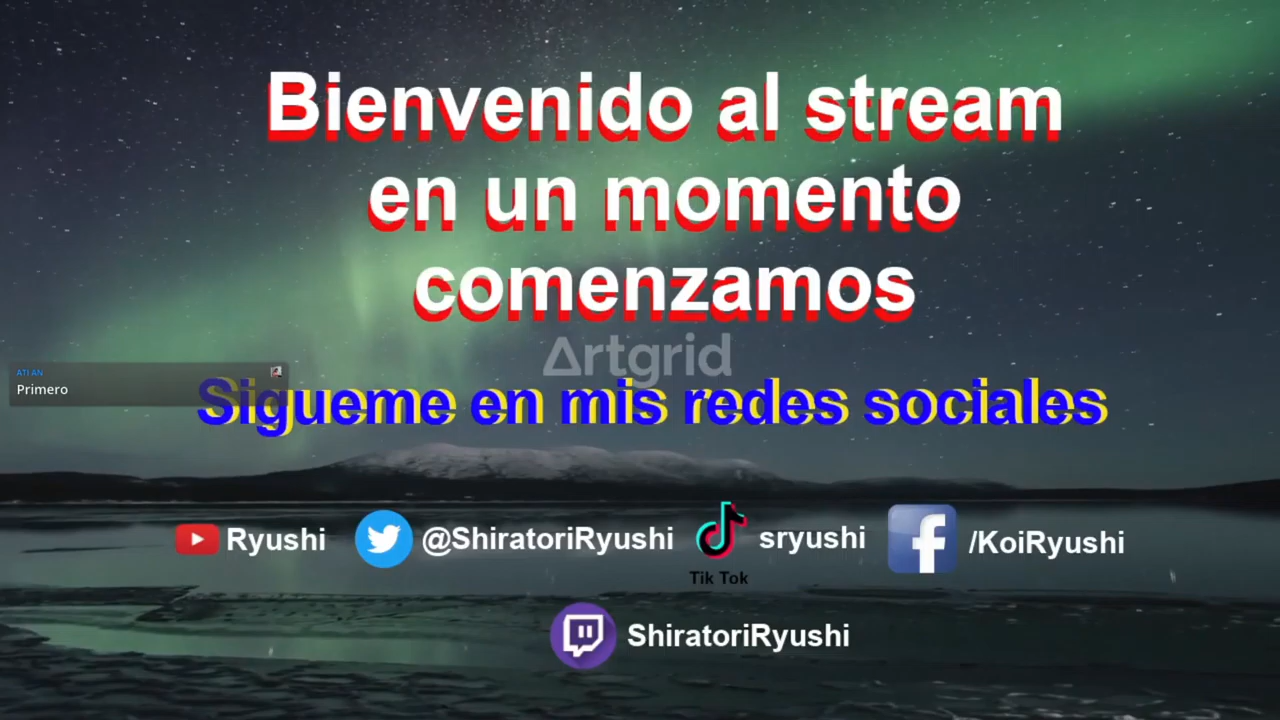 Bienvenido al stream
en un momento
comenzamos
Artgrid
ATLAN
Primero
Sigueme en mis redes sociales
Ryushi
@ShiratoriRyushi
sryushi
/KoiRyushi
Tik Tok
ShiratoriRyushi